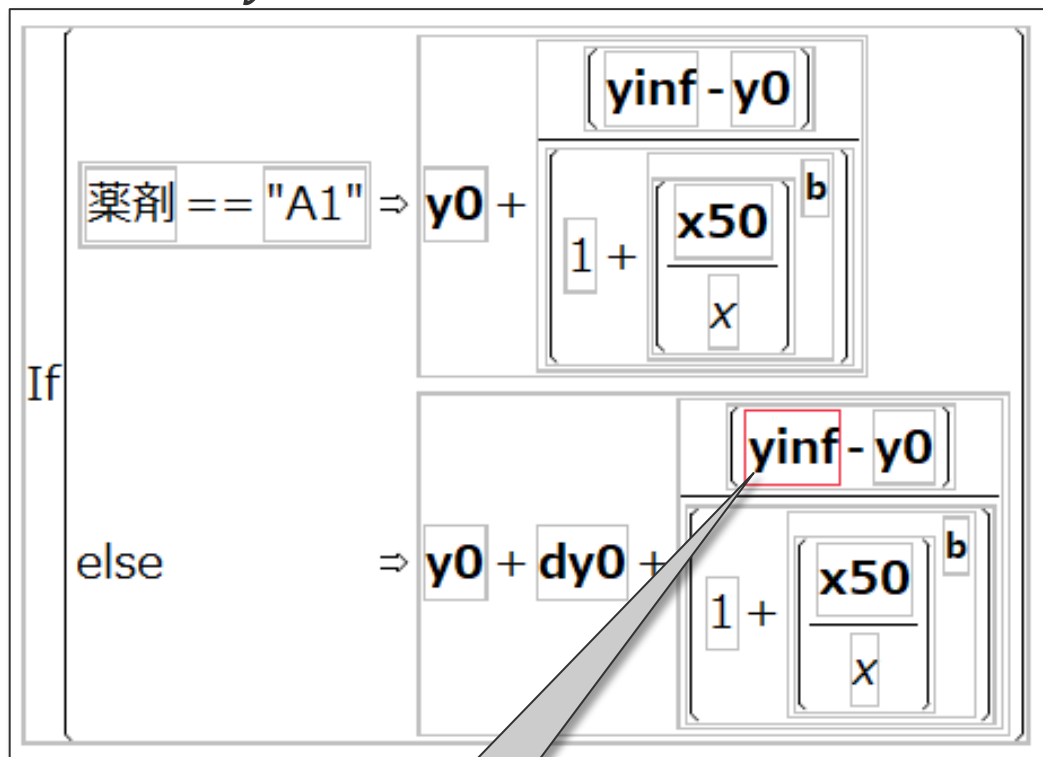 If
薬剤 == "A1" ⇒ y0 + (yinf - y0) / (1 + (x50 / x)^b)
else ⇒ y0 + dy0 + (yinf - y0) / (1 + (x50 / x)^b)